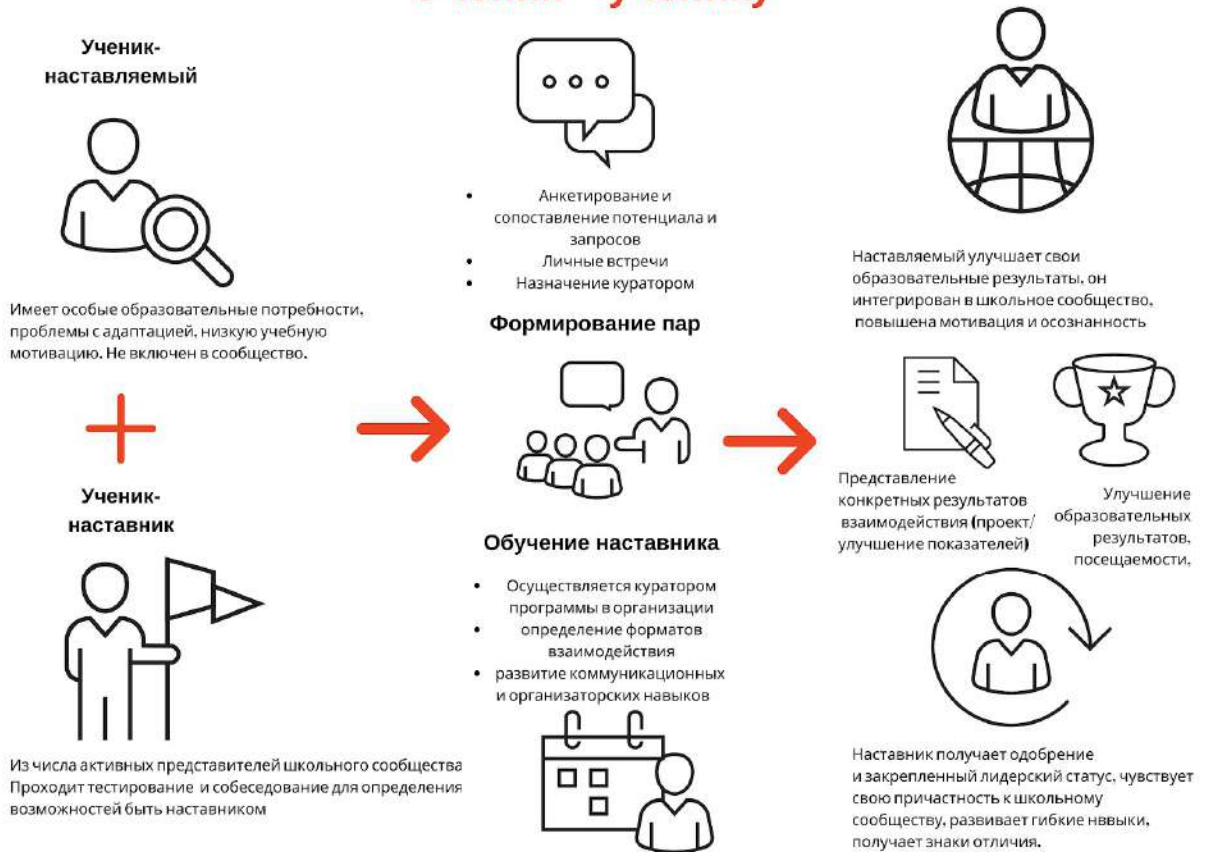 Ученик-
наставляемый
Имеет особые образовательные потребности,
проблемы с адаптацией, низкую учебную
мотивацию. Не включен в сообщество.
Ученик-
наставник
Из числа активных представителей школьного сообщества
Проходит тестирование и собеседование для определения
возможностей быть наставником
• Анкетирование и
сопоставление потенциала и
запросов
• Личные встречи
• Назначение куратором
Формирование пар
Обучение наставника
• Осуществляется куратором
программы в организации
• определение форматов
взаимодействия
• развитие коммуникационных
и организаторских навыков
Наставляемый улучшает свои
образовательные результаты, он
интегрирован в школьное сообщество,
повышена мотивация и осознанность
Представление
конкретных результатов
взаимодействия (проект/
улучшение показателей)
Улучшение
образовательных
результатов,
посещаемости,
Наставник получает одобрение
и закрепленный лидерский статус, чувствует
свою причастность к школьному
сообществу, развивает гибкие нввыки,
получает знаки отличия.